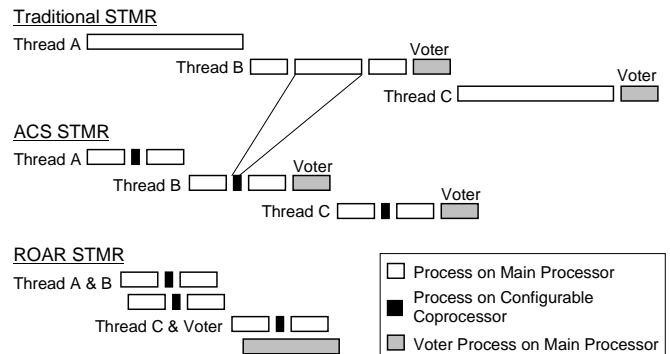 Traditional STMR
Thread A
Thread B
Voter
Thread C
Voter
ACS STMR
Thread A
Thread B
Voter
Thread C
Voter
ROAR STMR
Thread A & B
Thread C & Voter
Process on Main Processor
Process on Configurable
Coprocessor
Voter Process on Main Processor